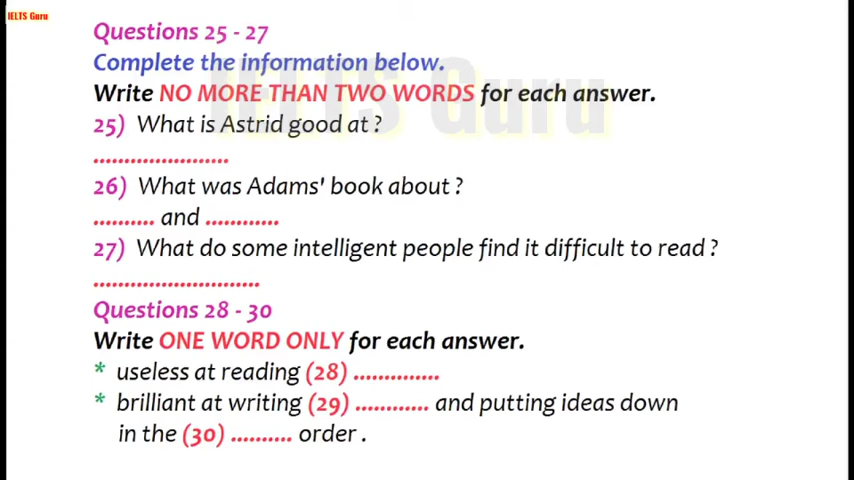 IELTS Guru
IELTS Guru
Questions 25 - 27
Complete the information below.
Write NO MORE THAN TWO WORDS for each answer.
25) What is Astrid good at ?
......................
26) What was Adams' book about ?
.......... and ............
27) What do some intelligent people find it difficult to read ?
...........................
Questions 28 - 30
Write ONE WORD ONLY for each answer.
* useless at reading (28) ..............
* brilliant at writing (29) ............ and putting ideas down
in the (30) .......... order .